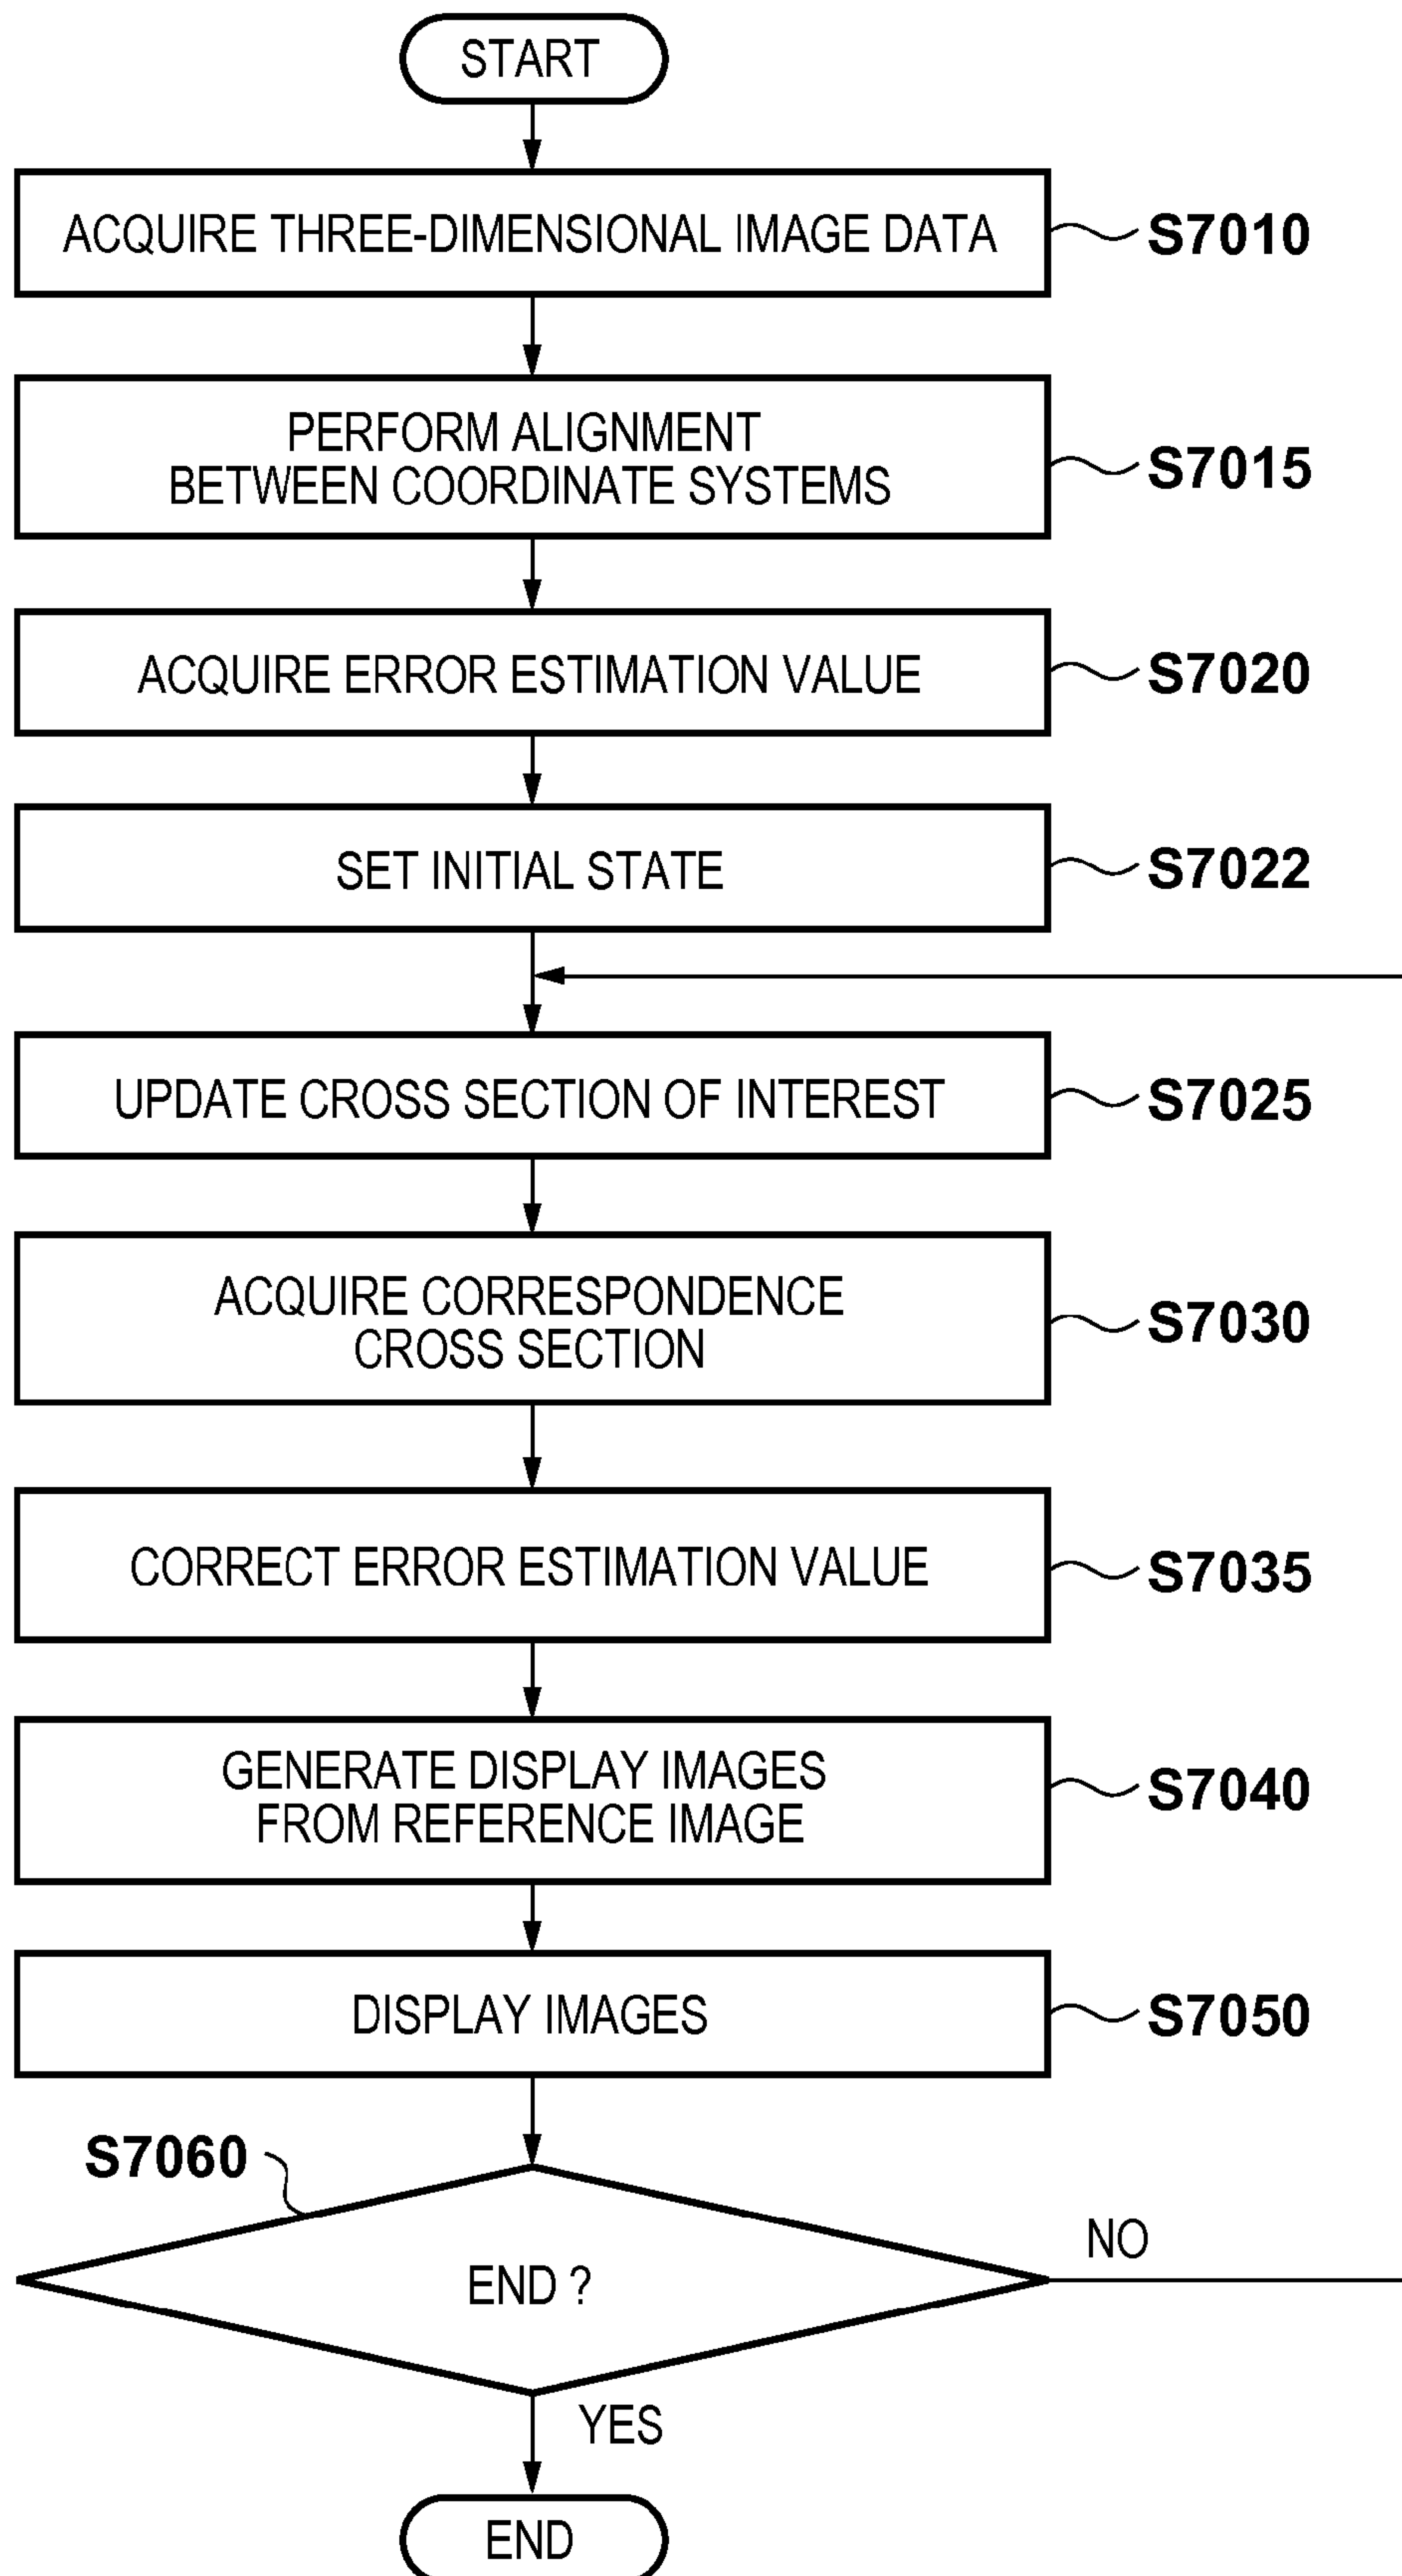 START
ACQUIRE THREE-DIMENSIONAL IMAGE DATA
S7010
PERFORM ALIGNMENT
BETWEEN COORDINATE SYSTEMS
S7015
ACQUIRE ERROR ESTIMATION VALUE
S7020
SET INITIAL STATE
S7022
UPDATE CROSS SECTION OF INTEREST
S7025
ACQUIRE CORRESPONDENCE
CROSS SECTION
S7030
CORRECT ERROR ESTIMATION VALUE
S7035
GENERATE DISPLAY IMAGES
FROM REFERENCE IMAGE
S7040
DISPLAY IMAGES
S7050
S7060
END ?
NO
YES
END